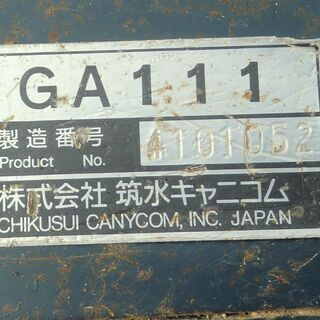 GA111
製造番号 4101052
Product No.
株式会社 筑水キャニコム
CHIKUSUI CANYCOM, INC. JAPAN